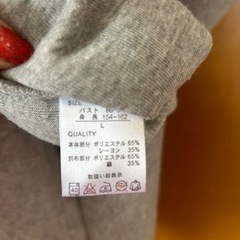 SIZE
バスト
身長 154~162
L
QUALITY
本体部分 ポリエステル 65%
レーヨン 35%
別布部分 ポリエステル 65%
綿 35%
取扱い絵表示
40